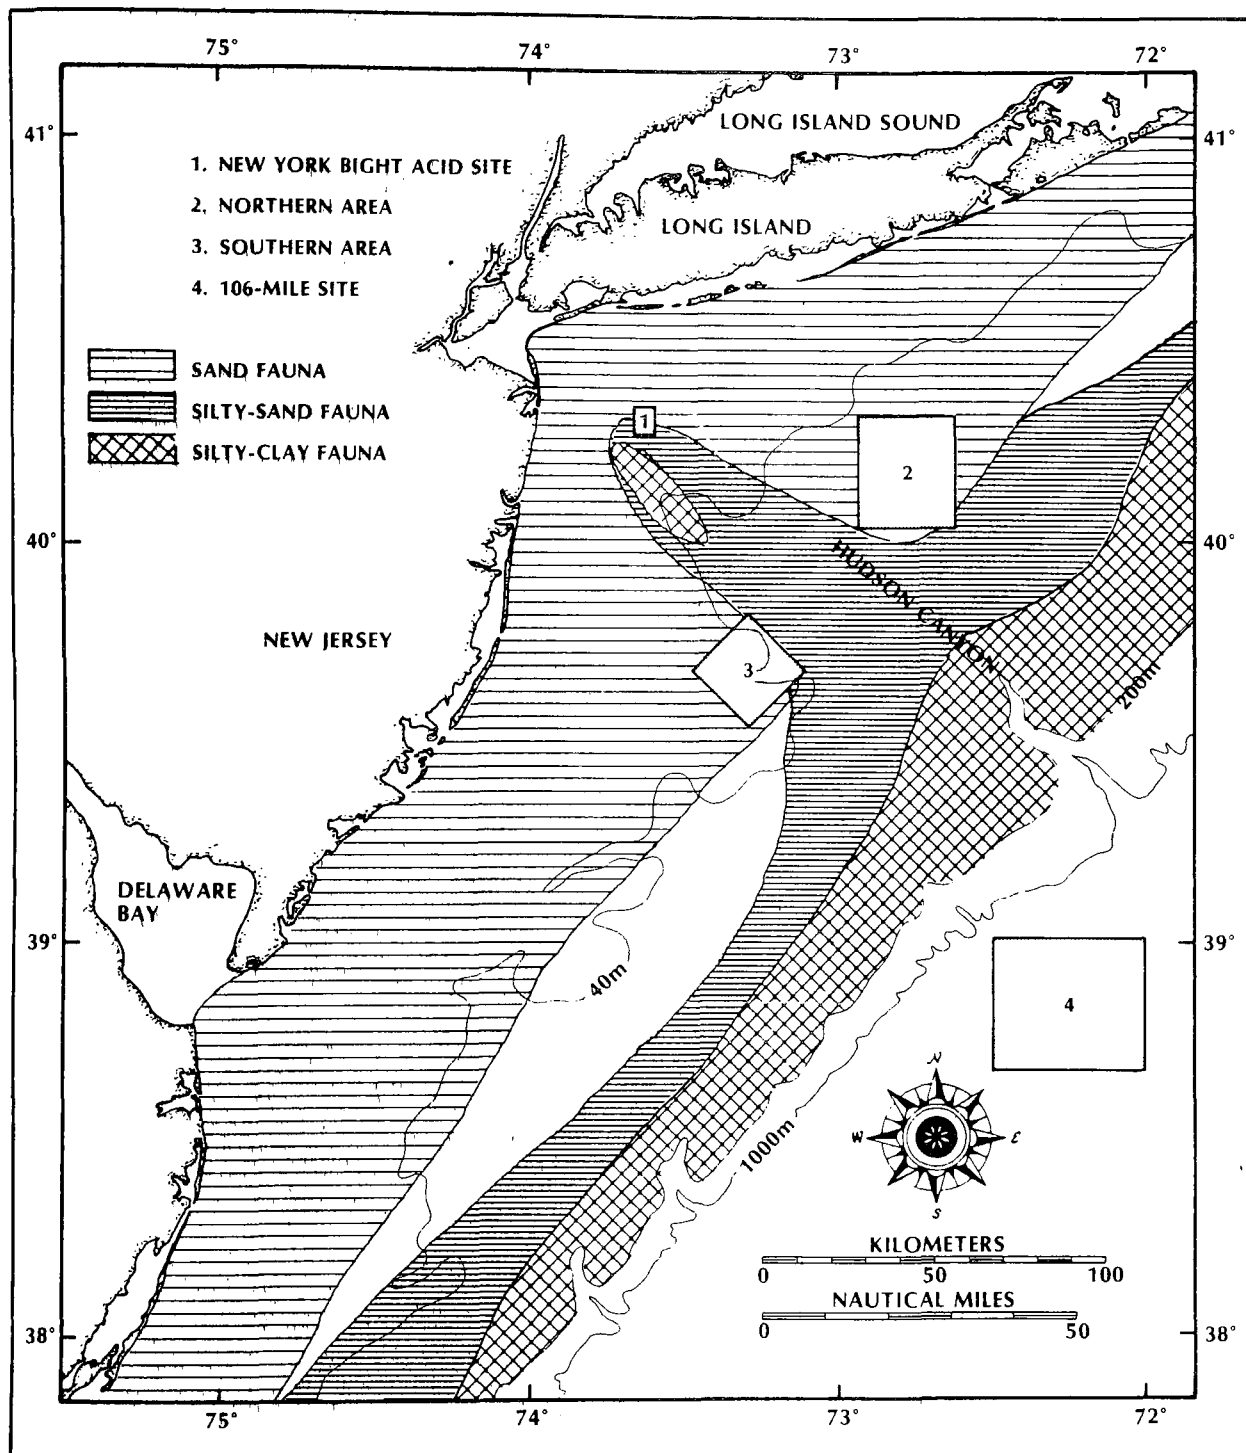 75° 74° 73° 72°
41° 41°
LONG ISLAND SOUND
LONG ISLAND
1. NEW YORK BIGHT ACID SITE
2. NORTHERN AREA
3. SOUTHERN AREA
4. 106-MILE SITE
SAND FAUNA
SILTY-SAND FAUNA
SILTY-CLAY FAUNA
1
2
40° 40°
HUDSON CANYON
NEW JERSEY
3
200m
DELAWARE
BAY
39° 39°
40m
4
1000m
N
W E
S
KILOMETERS
0 50 100
NAUTICAL MILES
0 50
38° 38°
75° 74° 73° 72°